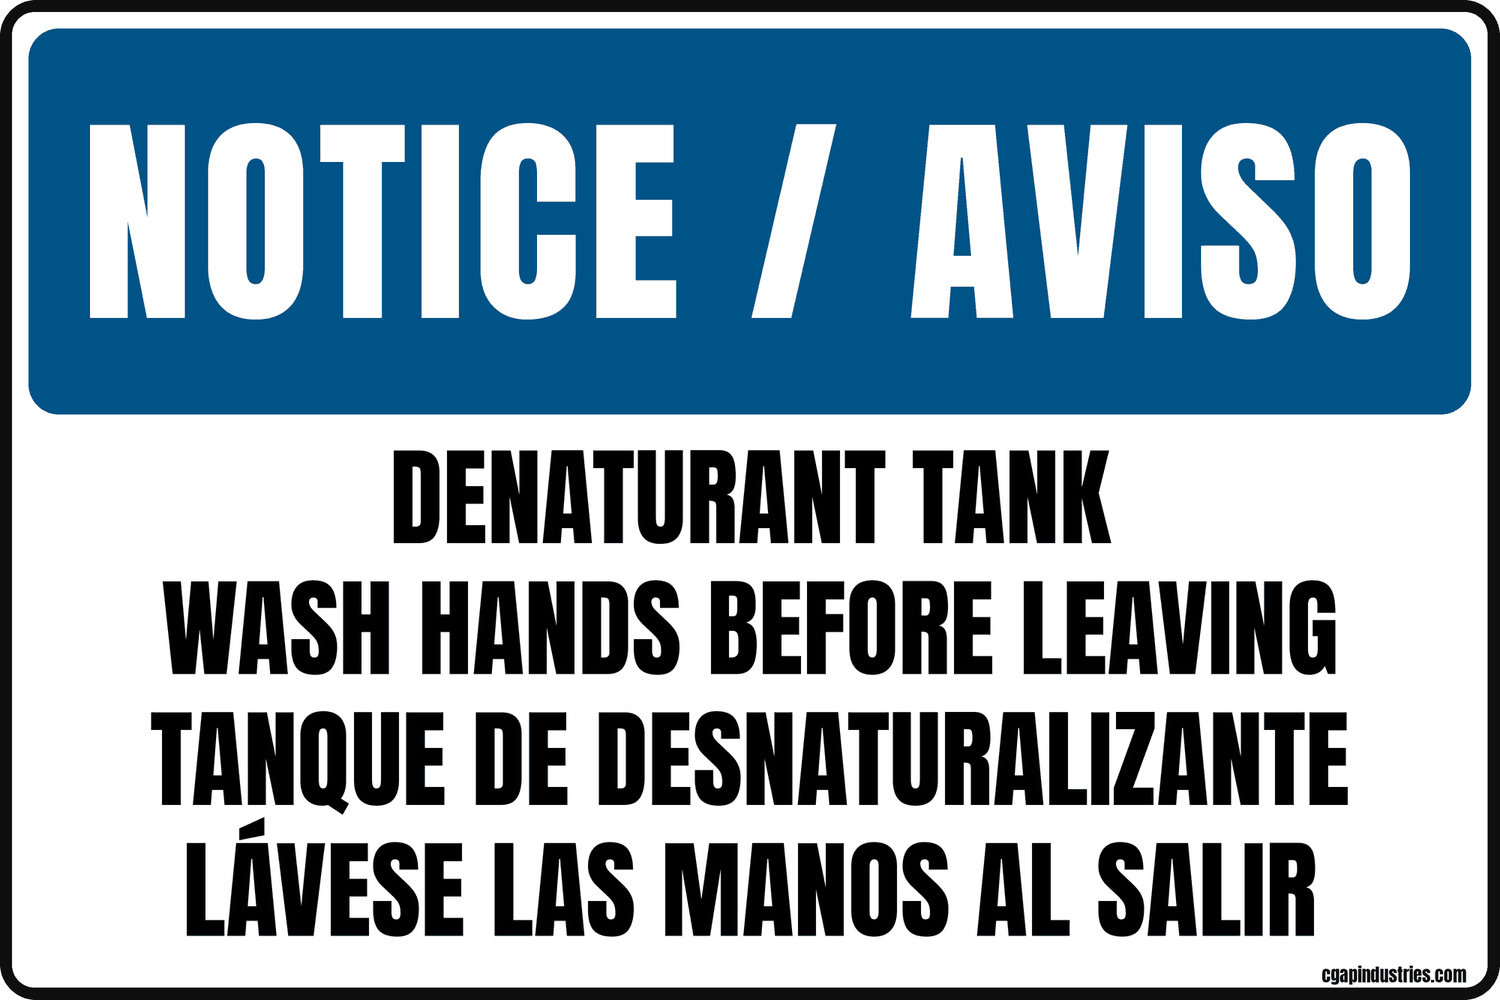 NOTICE / AVISO
DENATURANT TANK
WASH HANDS BEFORE LEAVING
TANQUE DE DESNATURALIZANTE
LÁVESE LAS MANOS AL SALIR
cgapindustries.com